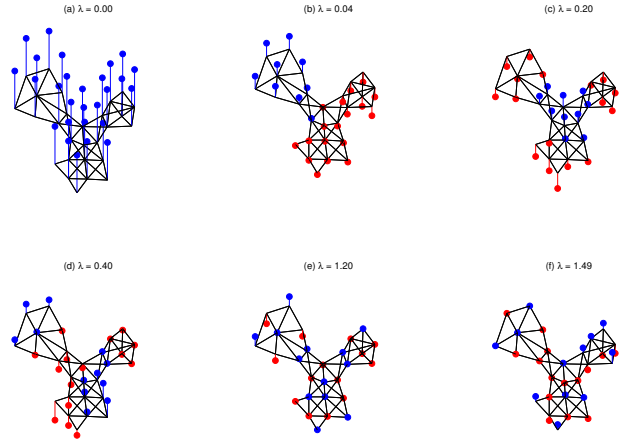 (a) λ = 0.00
(b) λ = 0.04
(c) λ = 0.20
(d) λ = 0.40
(e) λ = 1.20
(f) λ = 1.49